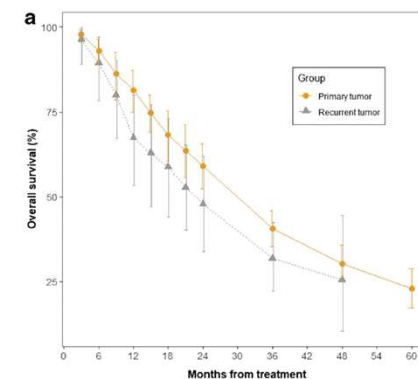 a
Overall survival (%)
100
75
50
25
Group
Primary tumor
Recurrent tumor
0 6 12 18 24 30 36 42 48 54 60
Months from treatment